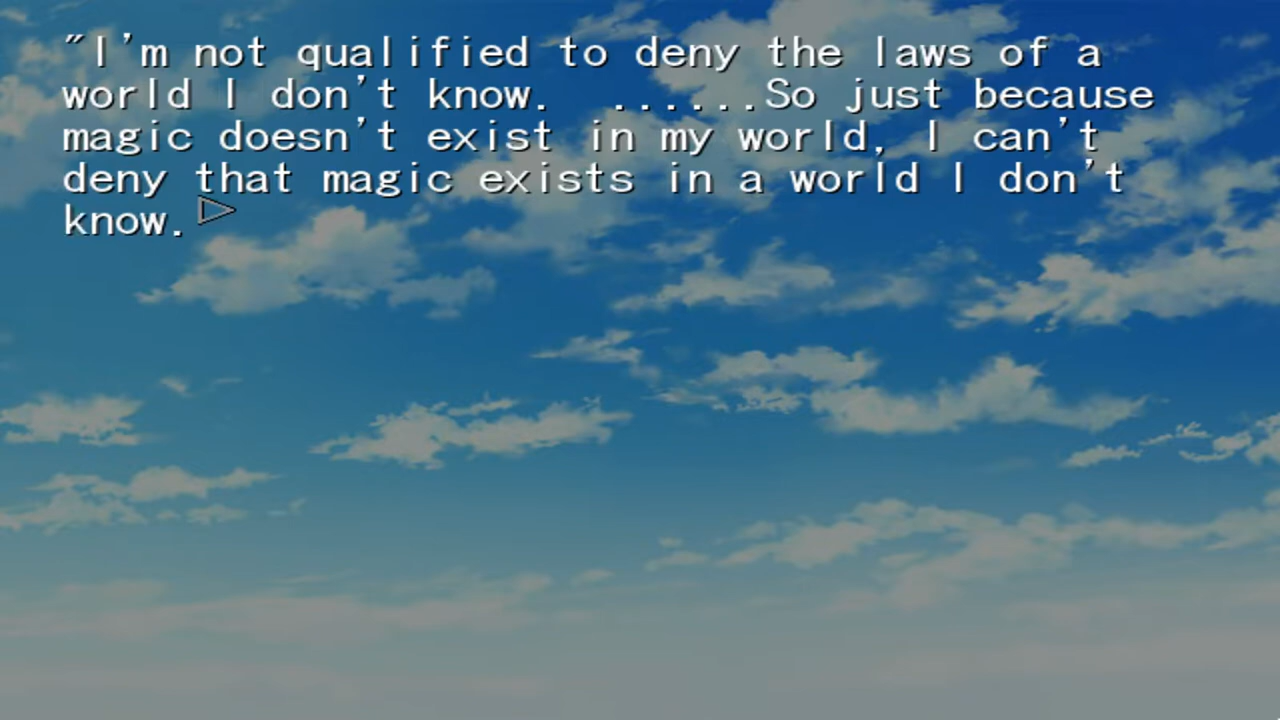 "I'm not qualified to deny the laws of a
world I don't know.  ......So just because
magic doesn't exist in my world, I can't
deny that magic exists in a world I don't
know.